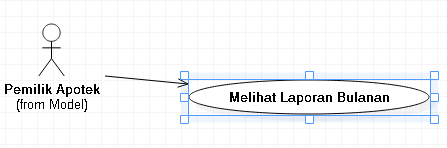 Pemilik Apotek
(from Model)
Melihat Laporan Bulanan